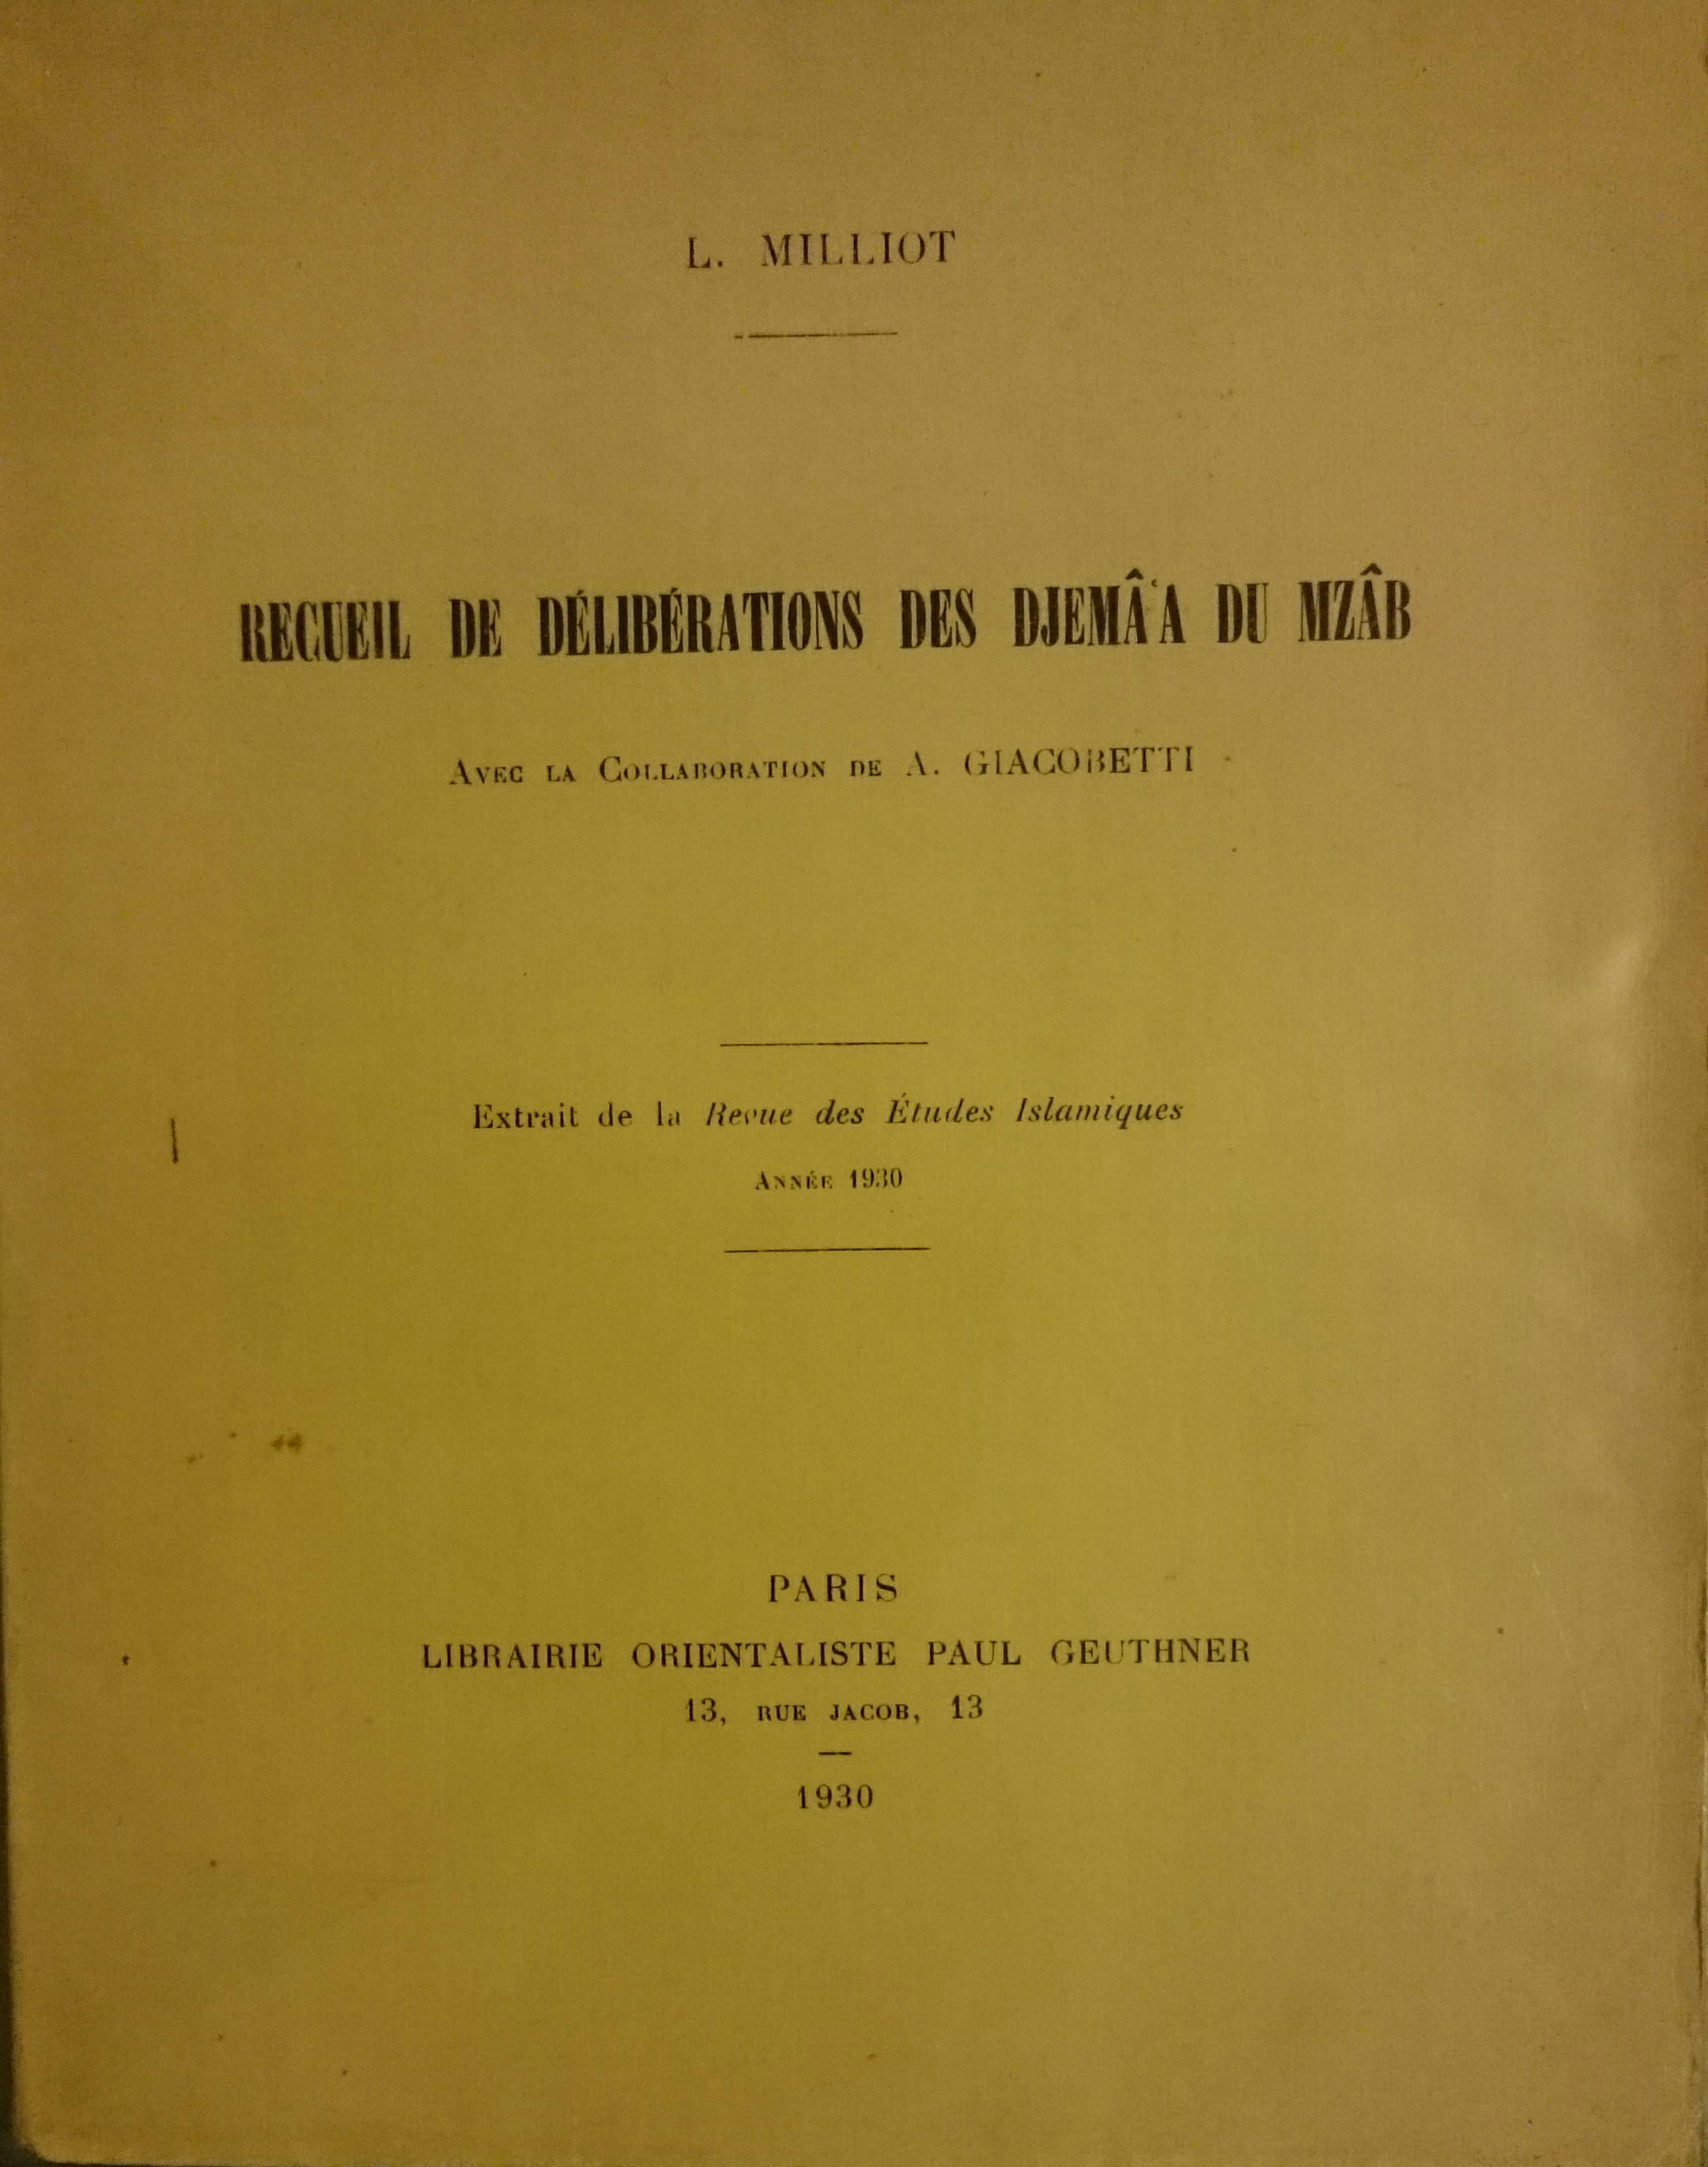 L. MILLIOT
RECUEIL DE DÉLIBÉRATIONS DES DJEMÂ‘A DU MZÂB
AVEC LA COLLABORATION DE A. GIACOBETTI
Extrait de la Revue des Études Islamiques
ANNÉE 1930
PARIS
LIBRAIRIE ORIENTALISTE PAUL GEUTHNER
13, RUE JACOB, 13
1930